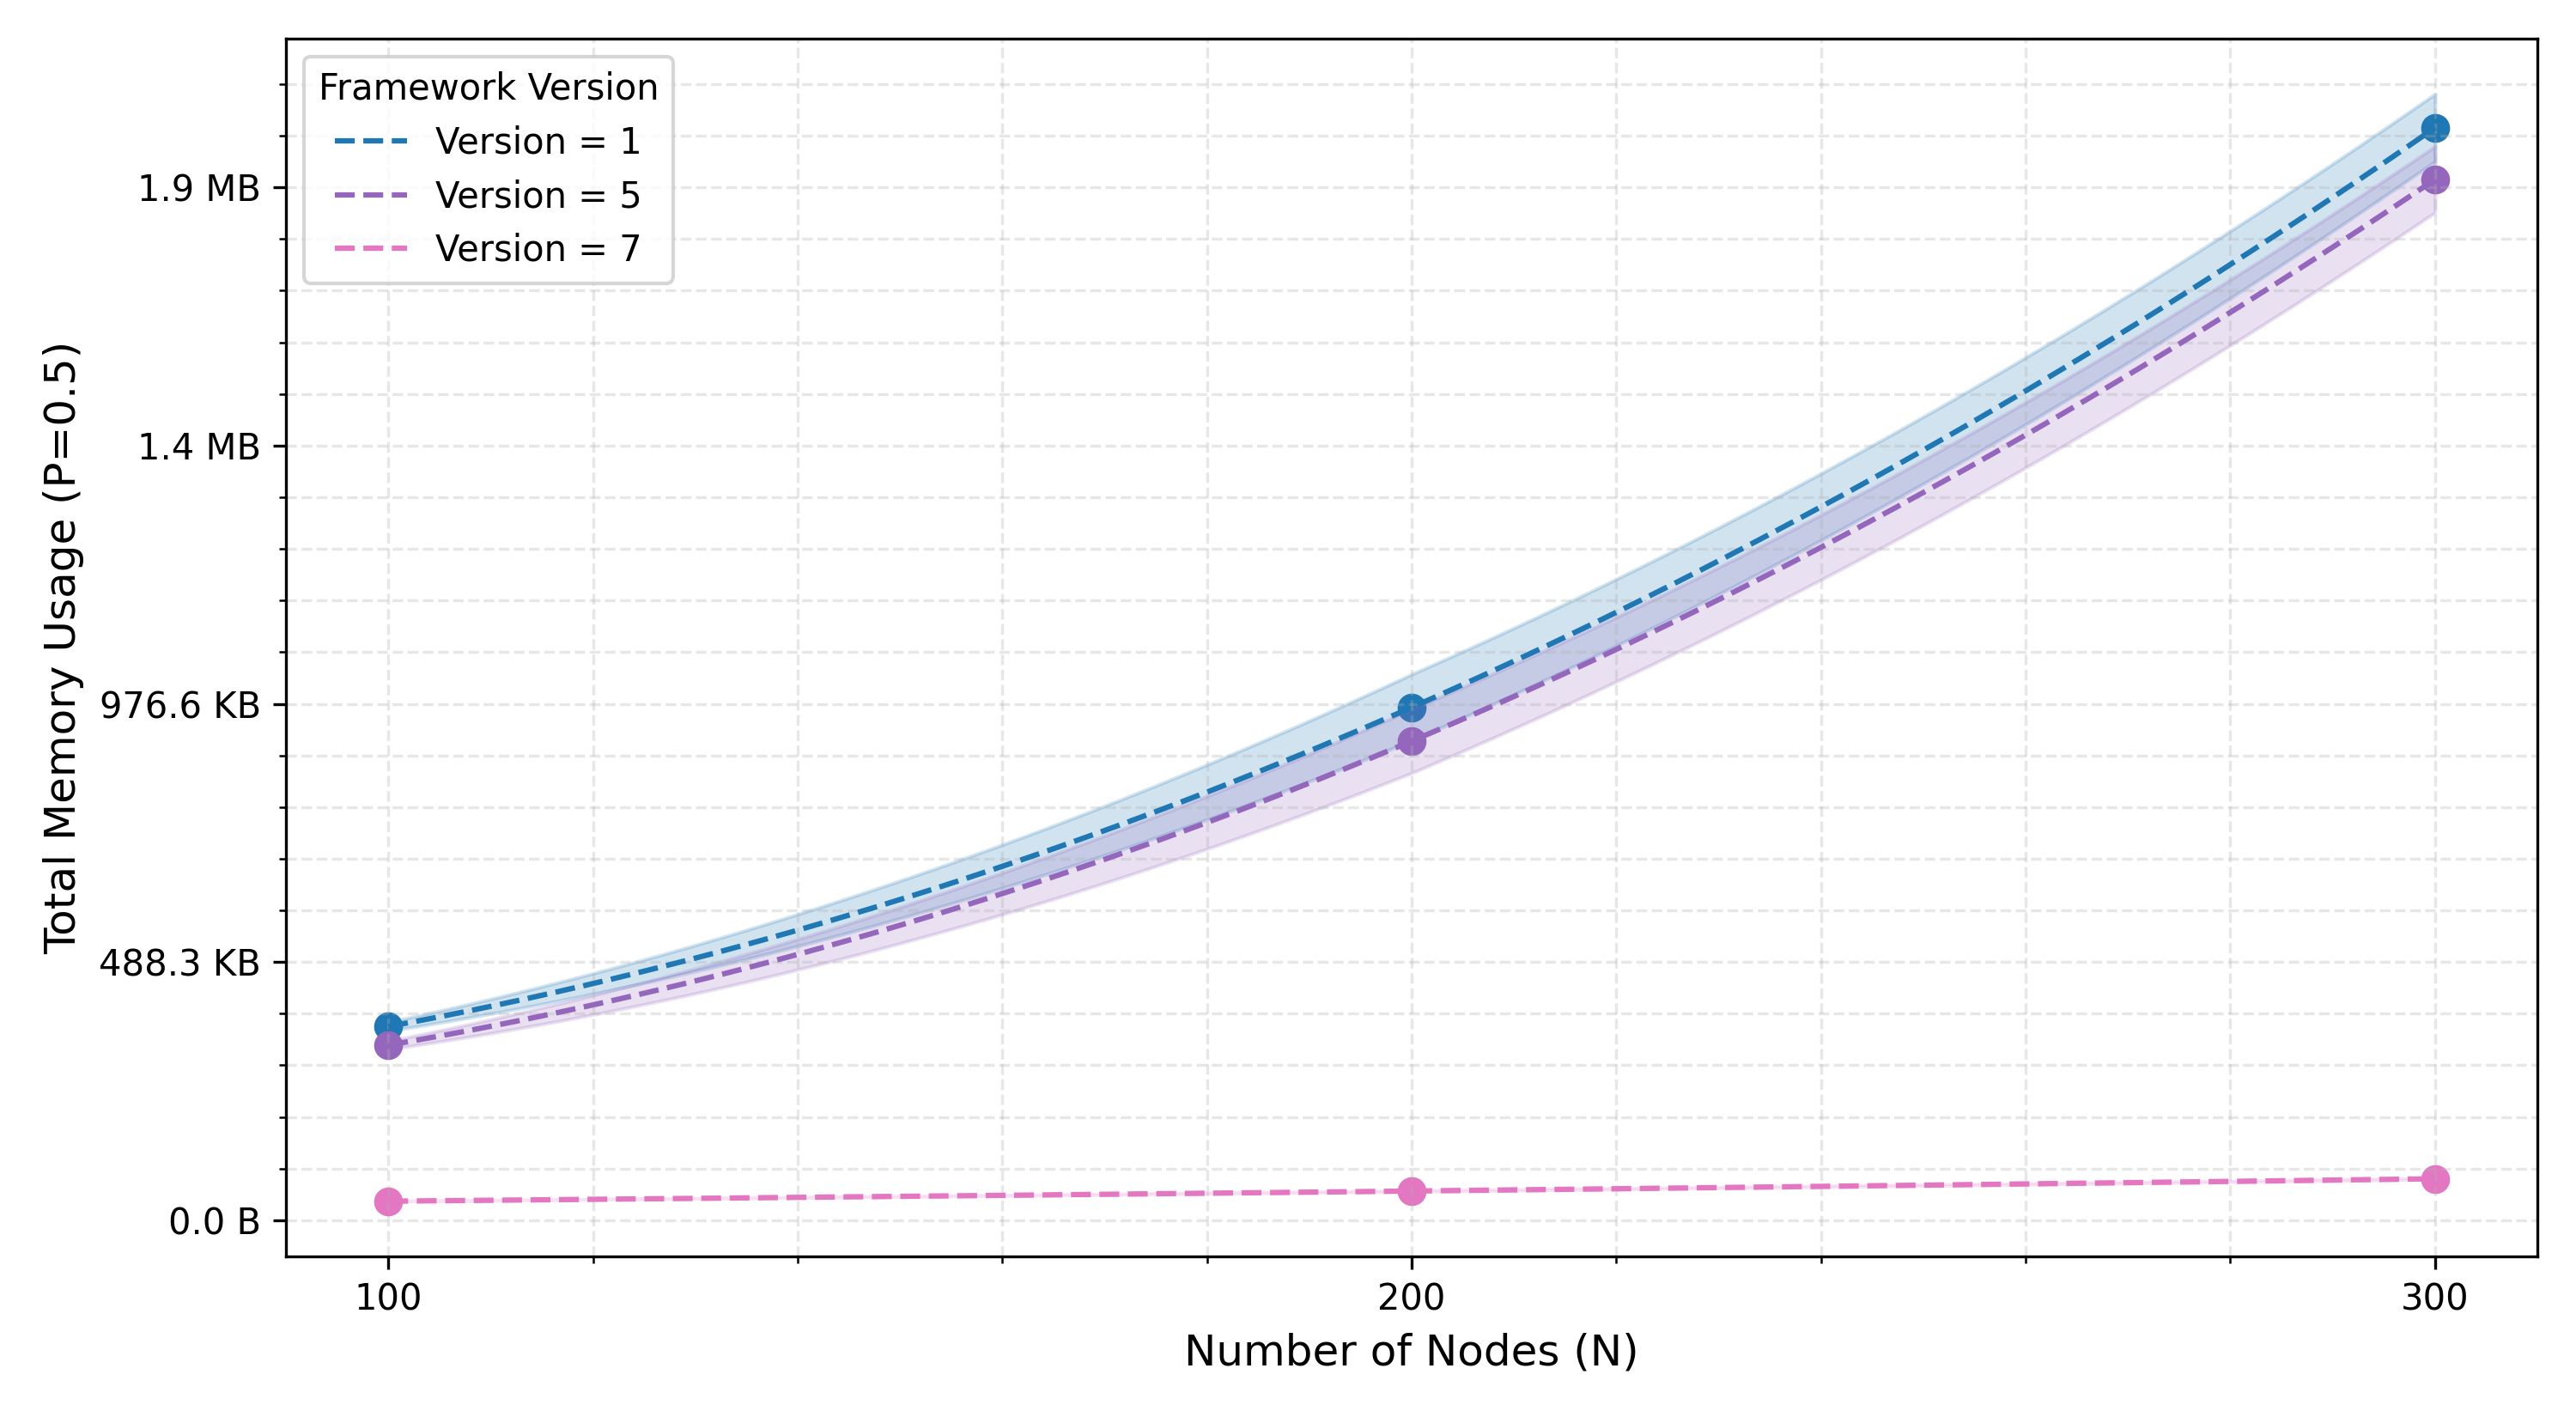 Framework Version
Version = 1
Version = 5
Version = 7
Total Memory Usage (P=0.5)
1.9 MB
1.4 MB
976.6 KB
488.3 KB
0.0 B
100
200
300
Number of Nodes (N)